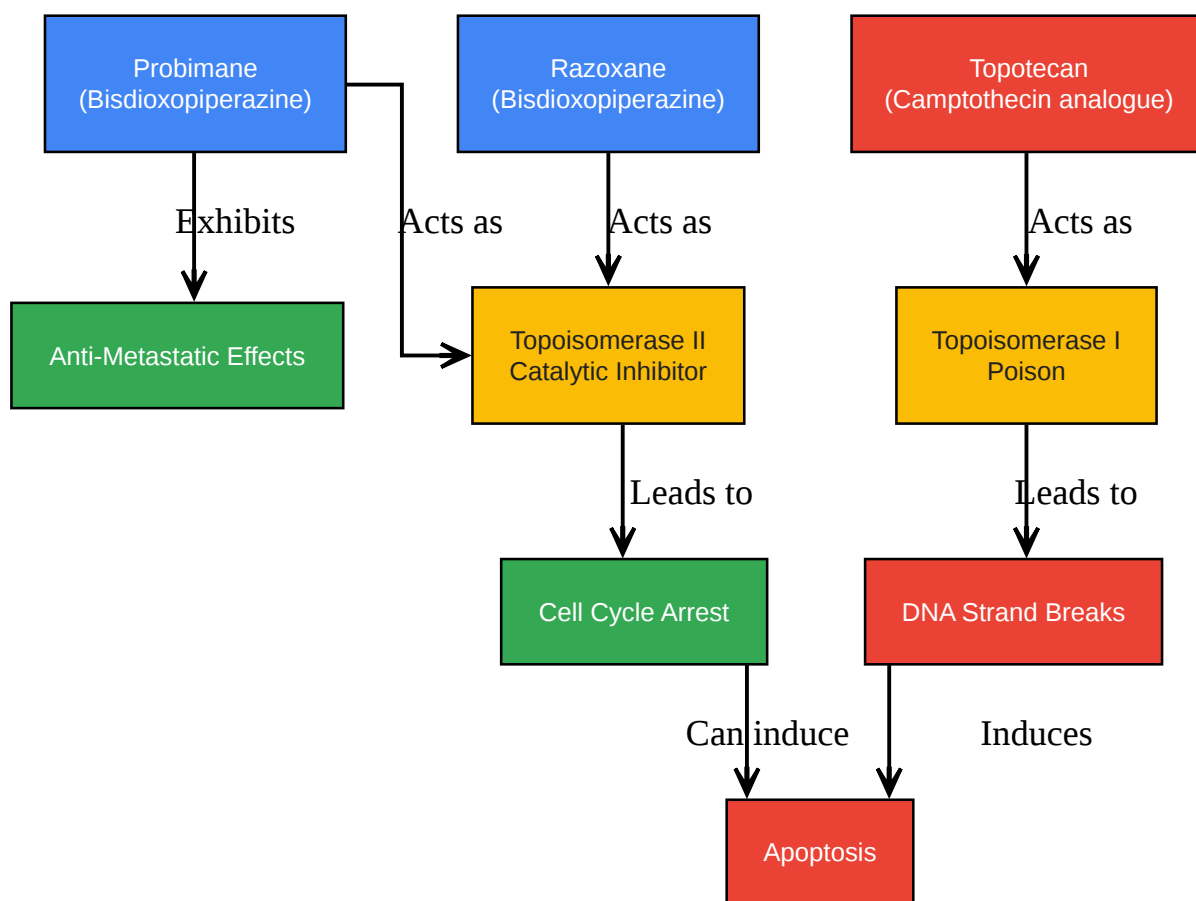 Probimane
(Bisdioxopiperazine)
Razoxane
(Bisdioxopiperazine)
Topotecan
(Camptothecin analogue)
Exhibits
Acts as
Acts as
Acts as
Anti-Metastatic Effects
Topoisomerase II
Catalytic Inhibitor
Topoisomerase I
Poison
Leads to
Leads to
Cell Cycle Arrest
DNA Strand Breaks
Can induce
Induces
Apoptosis